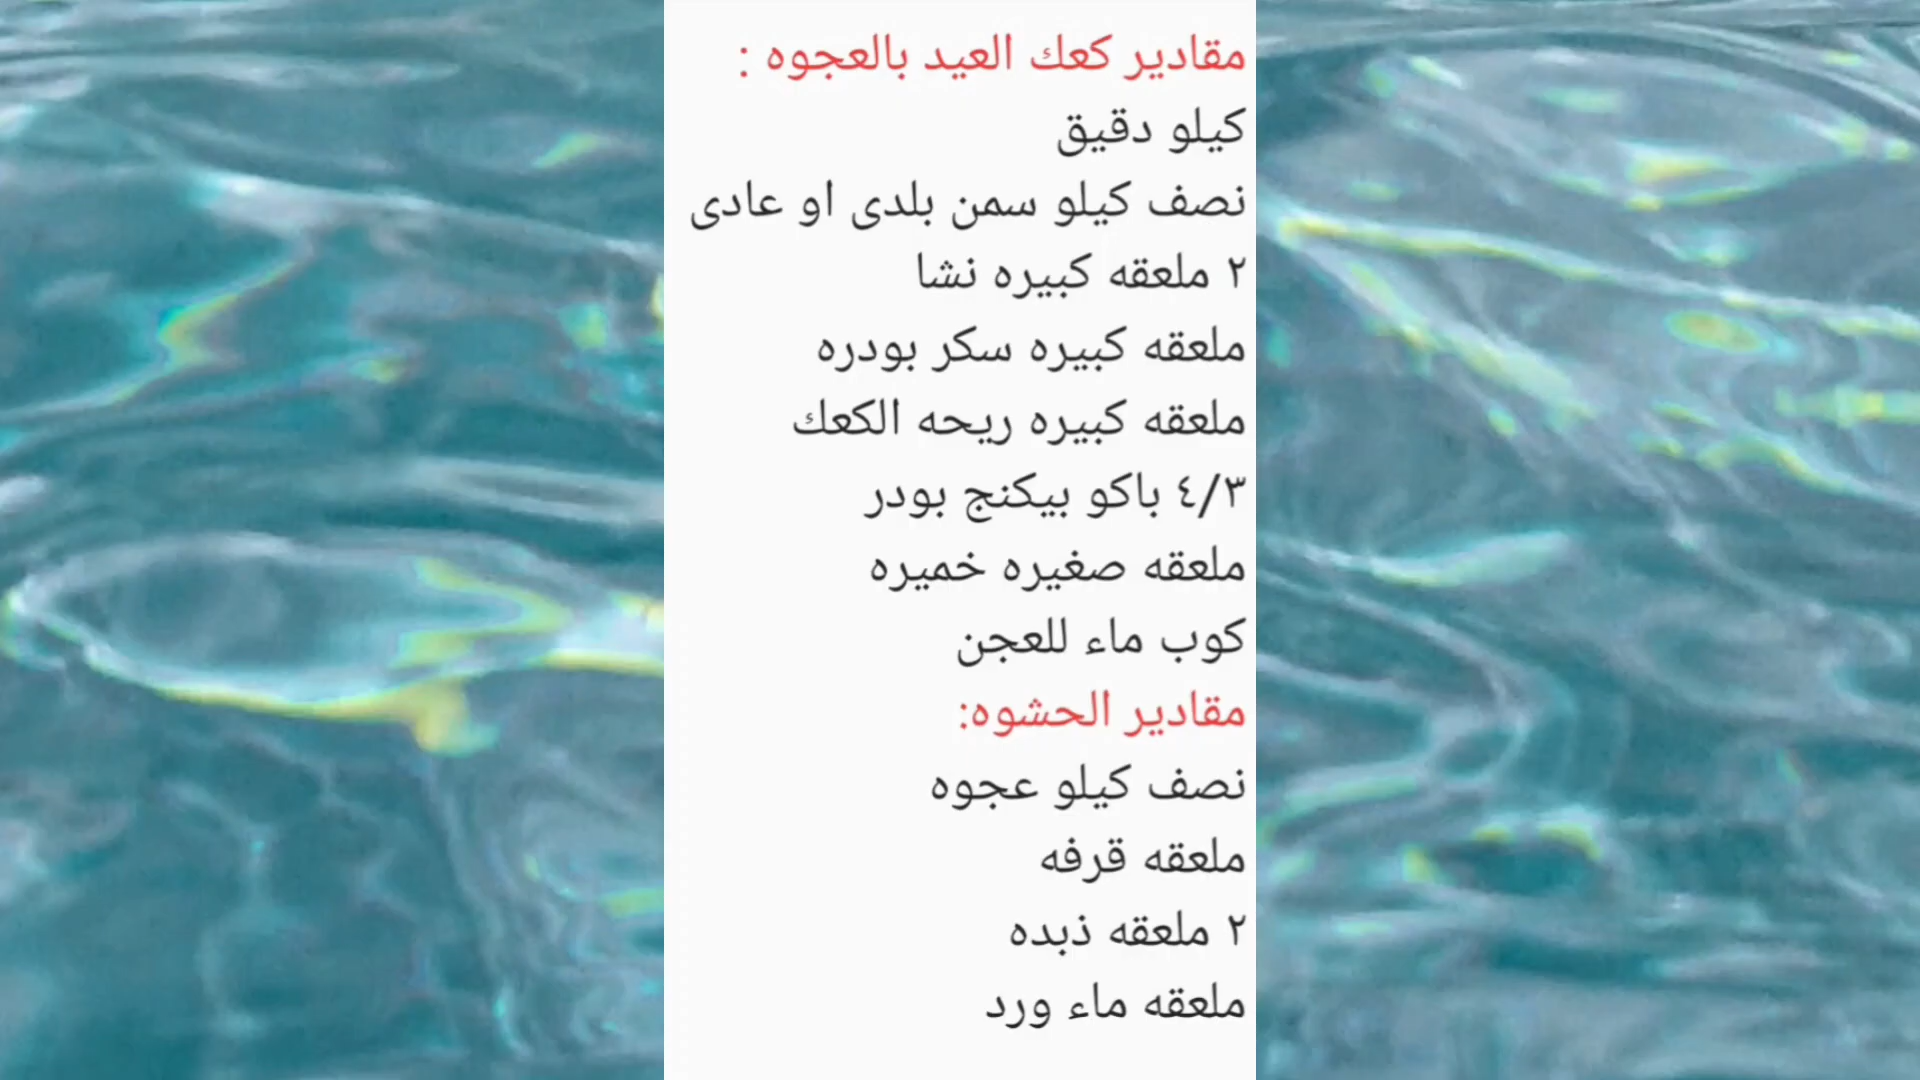 مقادير كعك العيد بالعجوه :
كيلو دقيق
نصف كيلو سمن بلدى او عادى
٢ ملعقه كبيره نشا
ملعقه كبيره سكر بودره
ملعقه كبيره ريحه الكعك
٤/٣ باكو بيكنج بودر
ملعقه صغيره خميره
كوب ماء للعجن
مقادير الحشوه:
نصف كيلو عجوه
ملعقه قرفه
٢ ملعقه ذبده
ملعقه ماء ورد